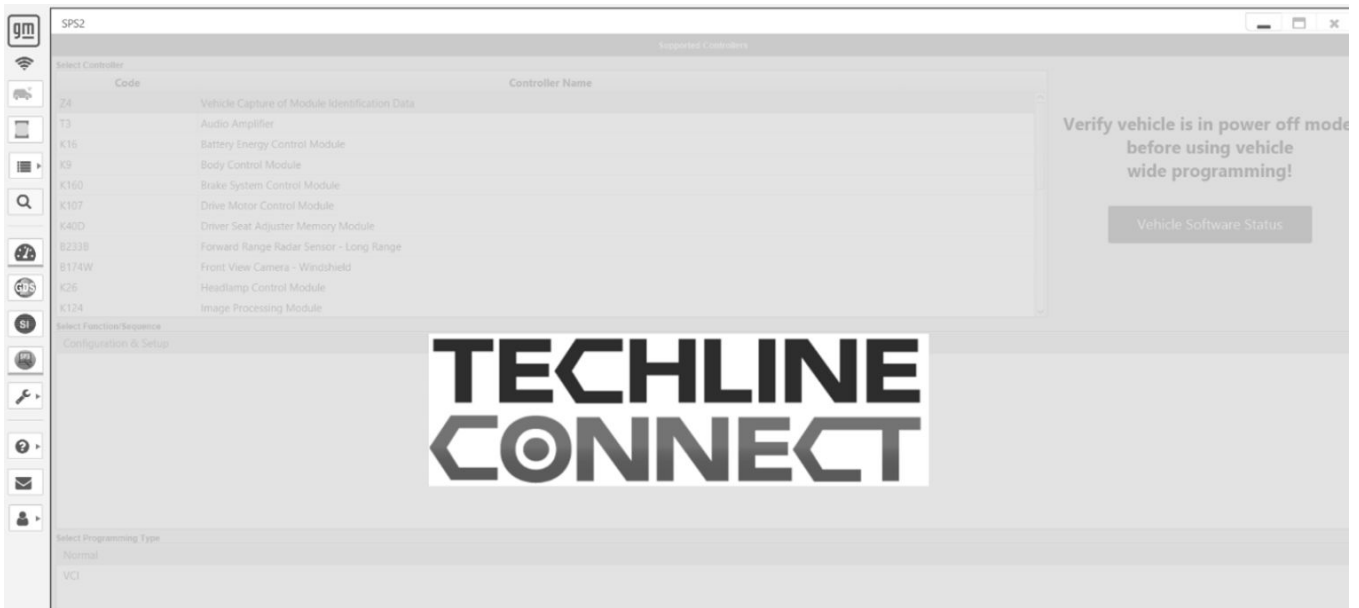 gm
SPS2
Supported Controllers
Select Controller
Code Controller Name
Z4 Vehicle Capture of Module Identification Data
T3 Audio Amplifier
K16 Battery Energy Control Module
K9 Body Control Module
K160 Brake System Control Module
K107 Drive Motor Control Module
K40D Driver Seat Adjuster Memory Module
B233B Forward Range Radar Sensor - Long Range
B174W Front View Camera - Windshield
K26 Headlamp Control Module
K124 Image Processing Module
Verify vehicle is in power off mode
before using vehicle
wide programming!
Vehicle Software Status
Select Function/Sequence
Configuration & Setup
TECHLINE
CONNECT
Select Programming Type
Normal
VCI
GDS
SI